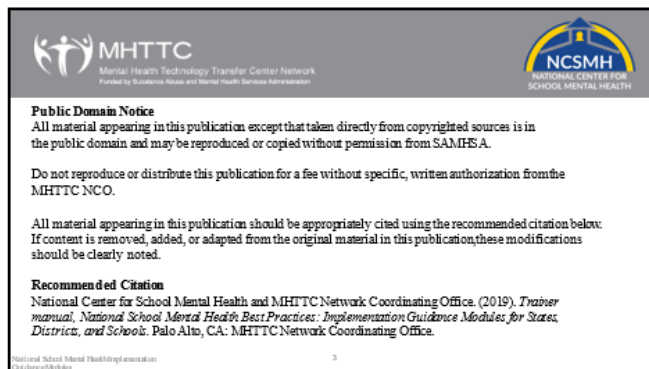 MHTTC
Mental Health Technology Transfer Center Network
Funded by Substance Abuse and Mental Health Services Administration
NCSMH
NATIONAL CENTER FOR
SCHOOL MENTAL HEALTH
Public Domain Notice
All material appearing in this publication except that taken directly from copyrighted sources is in
the public domain and may be reproduced or copied without permission from SAMHSA.
Do not reproduce or distribute this publication for a fee without specific, written authorization from the
MHTTC NCO.
All material appearing in this publication should be appropriately cited using the recommended citation below.
If content is removed, added, or adapted from the original material in this publication,these modifications
should be clearly noted.
Recommended Citation
National Center for School Mental Health and MHTTC Network Coordinating Office. (2019). Trainer
manual, National School Mental Health Best Practices: Implementation Guidance Modules for States,
Districts, and Schools. Palo Alto, CA: MHTTC Network Coordinating Office.
National School Mental Health Implementation
Guidance Modules
3